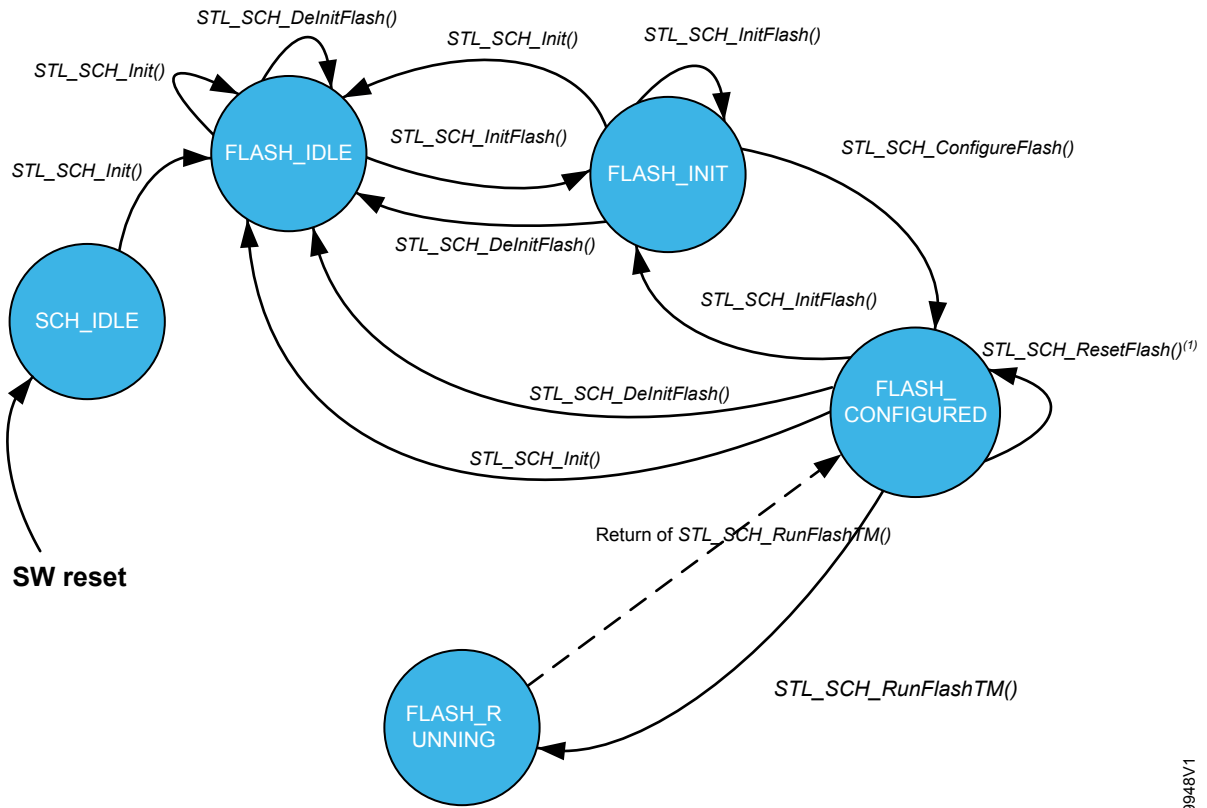 STL_SCH_DeInitFlash()
STL_SCH_Init()
STL_SCH_InitFlash()
STL_SCH_Init()
STL_SCH_InitFlash()
STL_SCH_ConfigureFlash()
FLASH_IDLE
FLASH_INIT
STL_SCH_Init()
STL_SCH_DeInitFlash()
STL_SCH_InitFlash()
SCH_IDLE
STL_SCH_ResetFlash()(1)
STL_SCH_DeInitFlash()
FLASH_
CONFIGURED
STL_SCH_Init()
Return of STL_SCH_RunFlashTM()
SW reset
STL_SCH_RunFlashTM()
FLASH_R
UNNING
9948V1